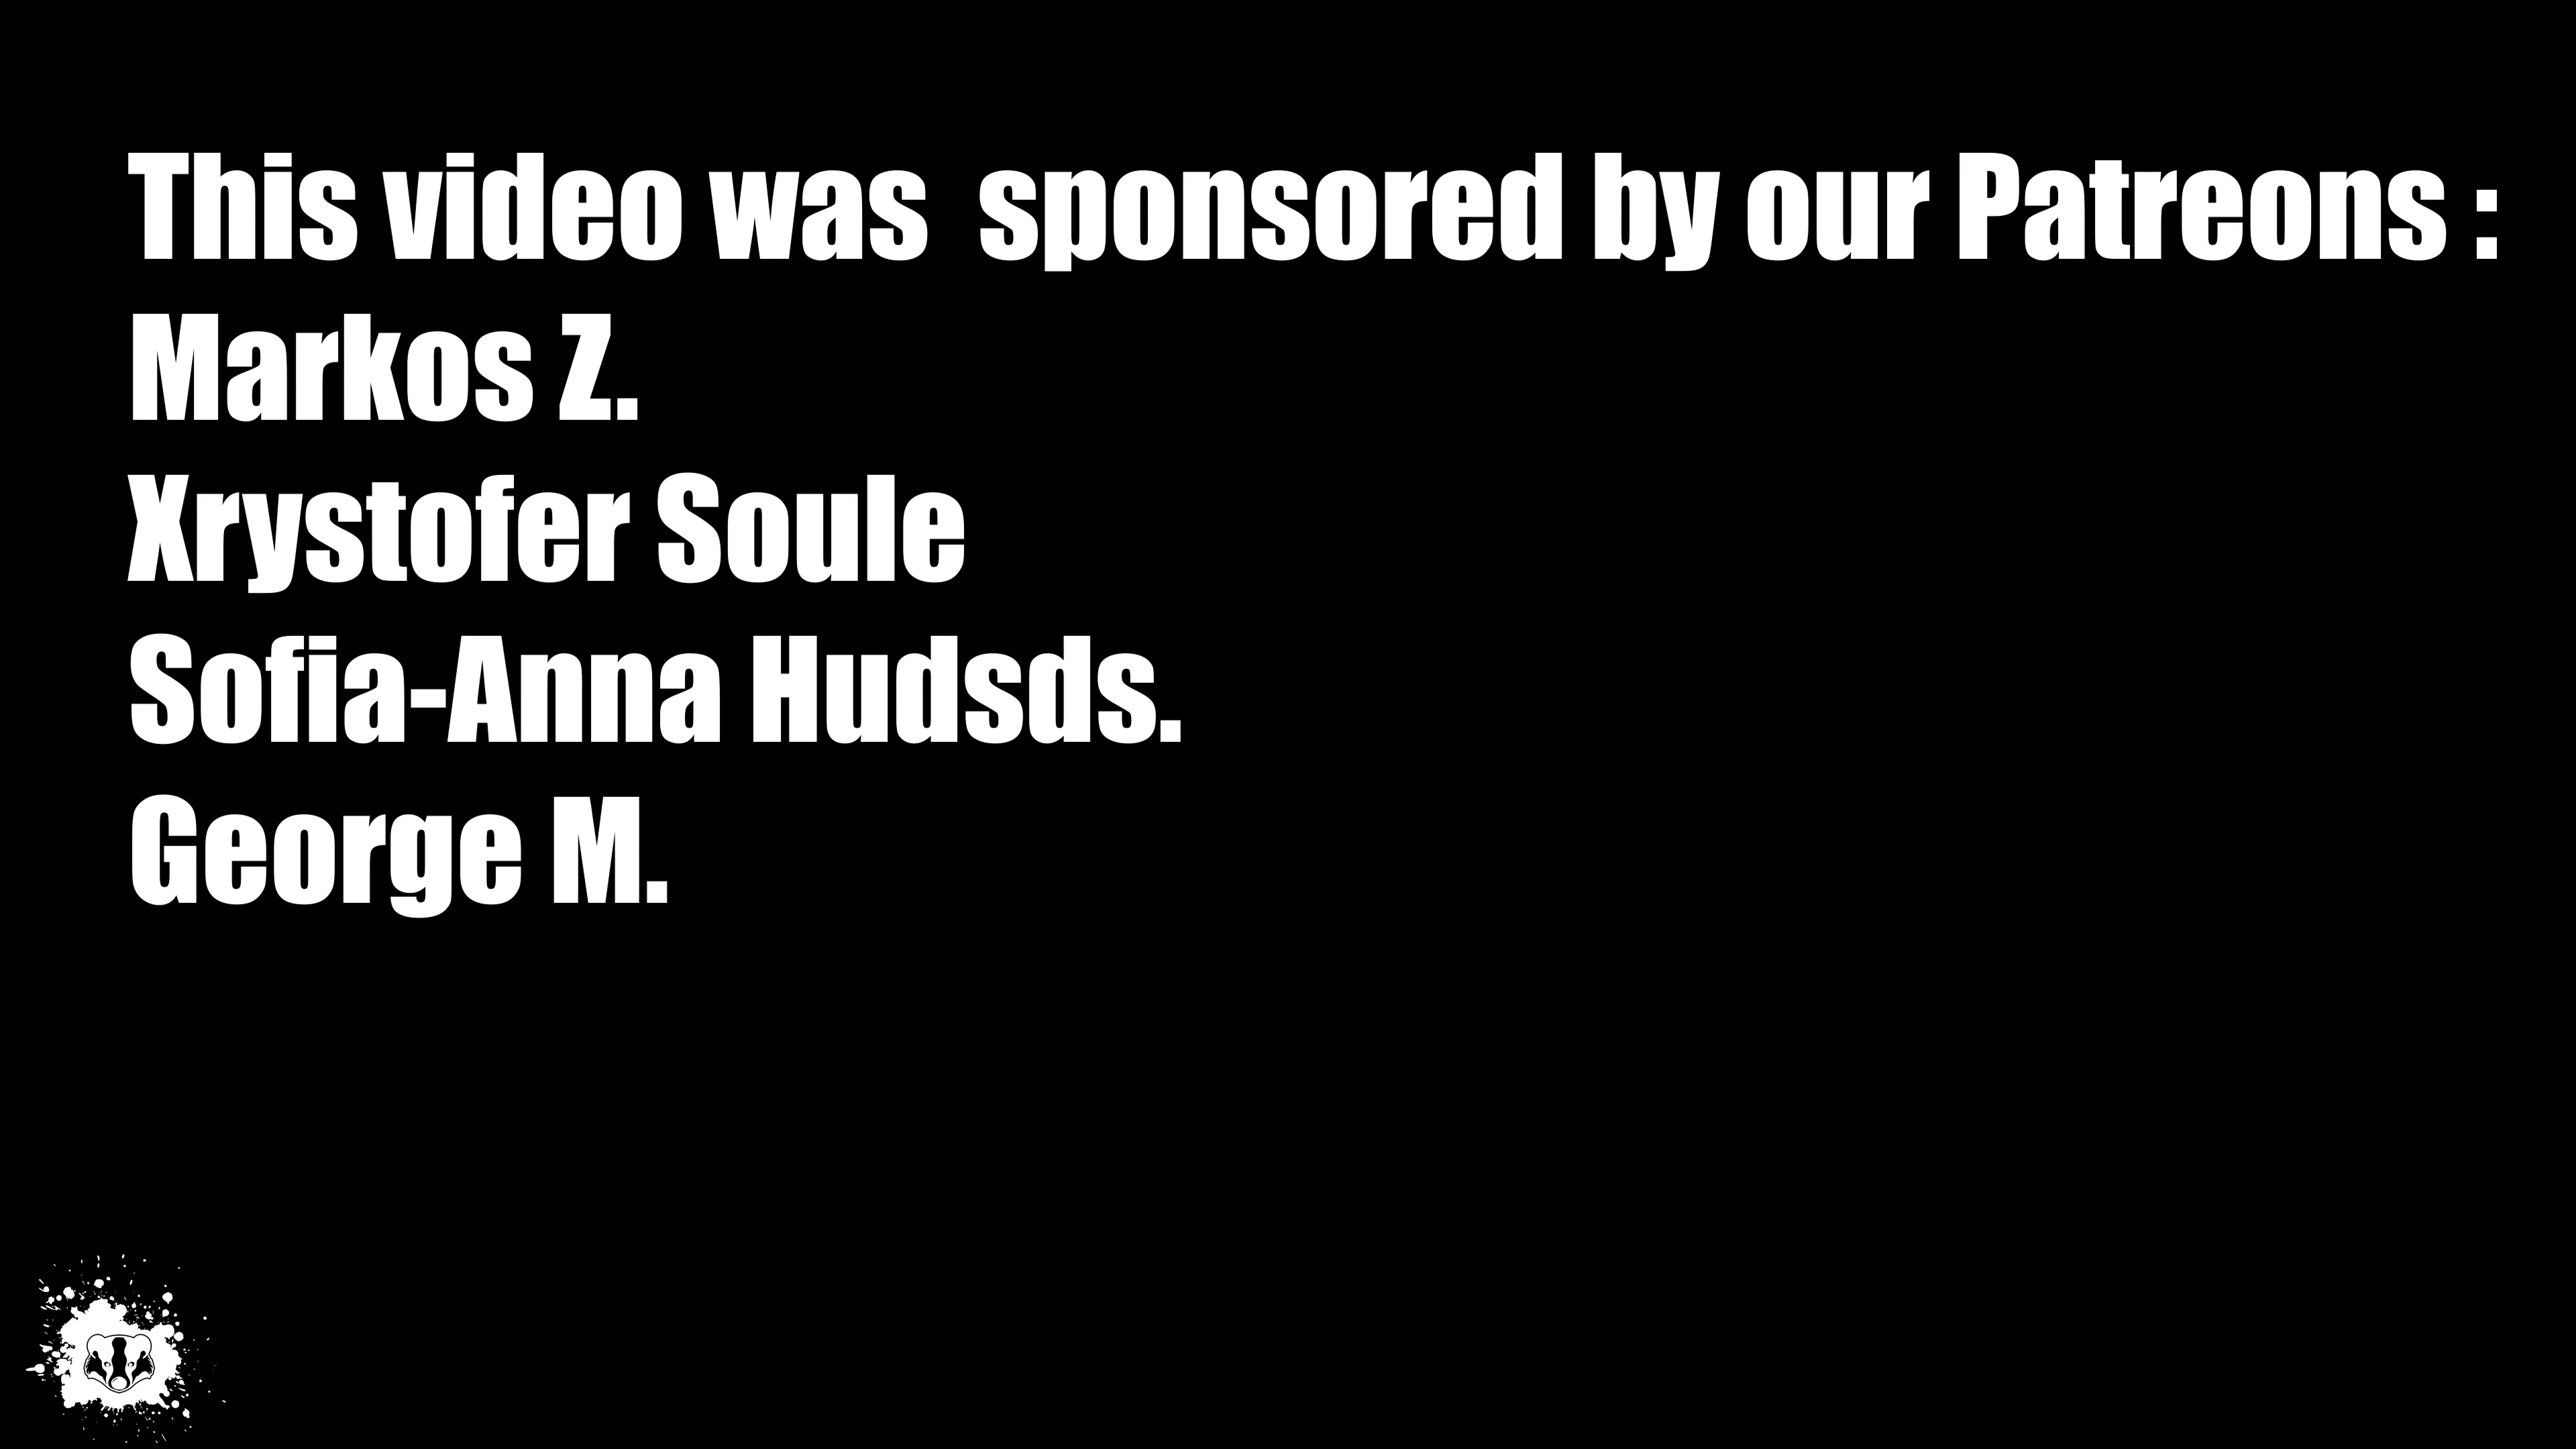 This video was  sponsored by our Patreons :
Markos Z.
Xrystofer Soule
Sofia-Anna Hudsds.
George M.